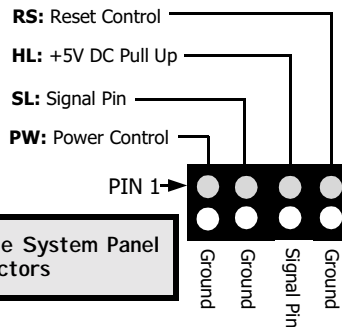 RS: Reset Control
HL: +5V DC Pull Up
SL: Signal Pin
PW: Power Control
PIN 1
e System Panel
ctors
Ground
Ground
Signal Pin
Ground